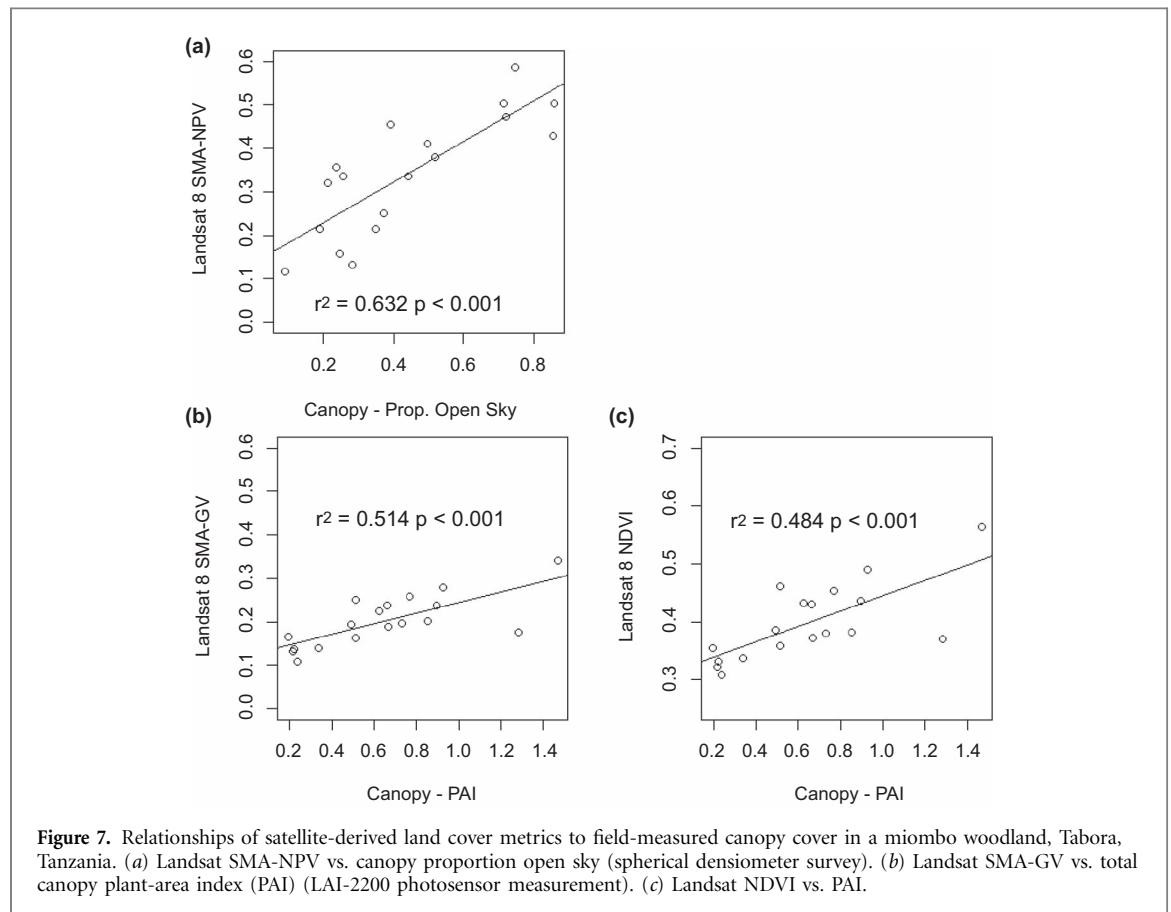 (a)
Landsat 8 SMA-NPV
0.6
0.5
0.4
0.3
0.2
0.1
0.0
r2 = 0.632 p < 0.001
0.2 0.4 0.6 0.8
Canopy - Prop. Open Sky
(b)
Landsat 8 SMA-GV
0.6
0.5
0.4
0.3
0.2
0.1
0.0
r2 = 0.514 p < 0.001
0.2 0.4 0.6 0.8 1.0 1.2 1.4
Canopy - PAI
(c)
Landsat 8 NDVI
0.7
0.6
0.5
0.4
0.3
r2 = 0.484 p < 0.001
0.2 0.4 0.6 0.8 1.0 1.2 1.4
Canopy - PAI
Figure 7. Relationships of satellite-derived land cover metrics to field-measured canopy cover in a miombo woodland, Tabora,
Tanzania. (a) Landsat SMA-NPV vs. canopy proportion open sky (spherical densiometer survey). (b) Landsat SMA-GV vs. total
canopy plant-area index (PAI) (LAI-2200 photosensor measurement). (c) Landsat NDVI vs. PAI.